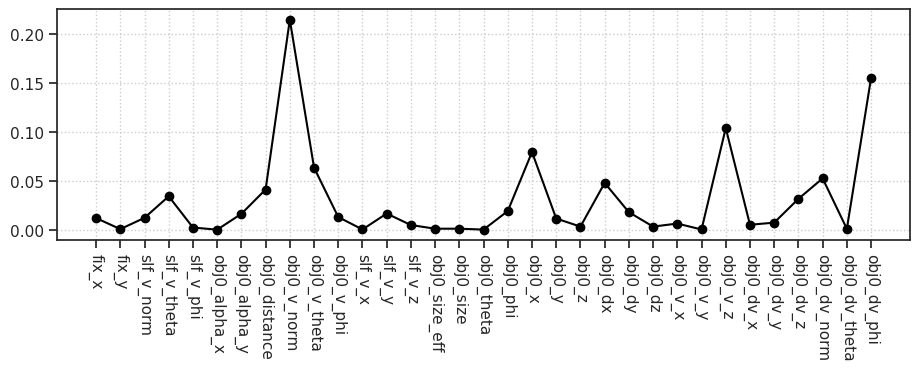 0.20
0.15
0.10
0.05
0.00
fix_x
fix_y
slf_v_norm
slf_v_theta
slf_v_phi
obj0_alpha_x
obj0_alpha_y
obj0_distance
obj0_v_norm
obj0_v_theta
obj0_v_phi
slf_v_x
slf_v_y
slf_v_z
obj0_size_eff
obj0_size
obj0_theta
obj0_phi
obj0_x
obj0_y
obj0_z
obj0_dx
obj0_dy
obj0_dz
obj0_v_x
obj0_v_y
obj0_v_z
obj0_dv_x
obj0_dv_y
obj0_dv_z
obj0_dv_norm
obj0_dv_theta
obj0_dv_phi